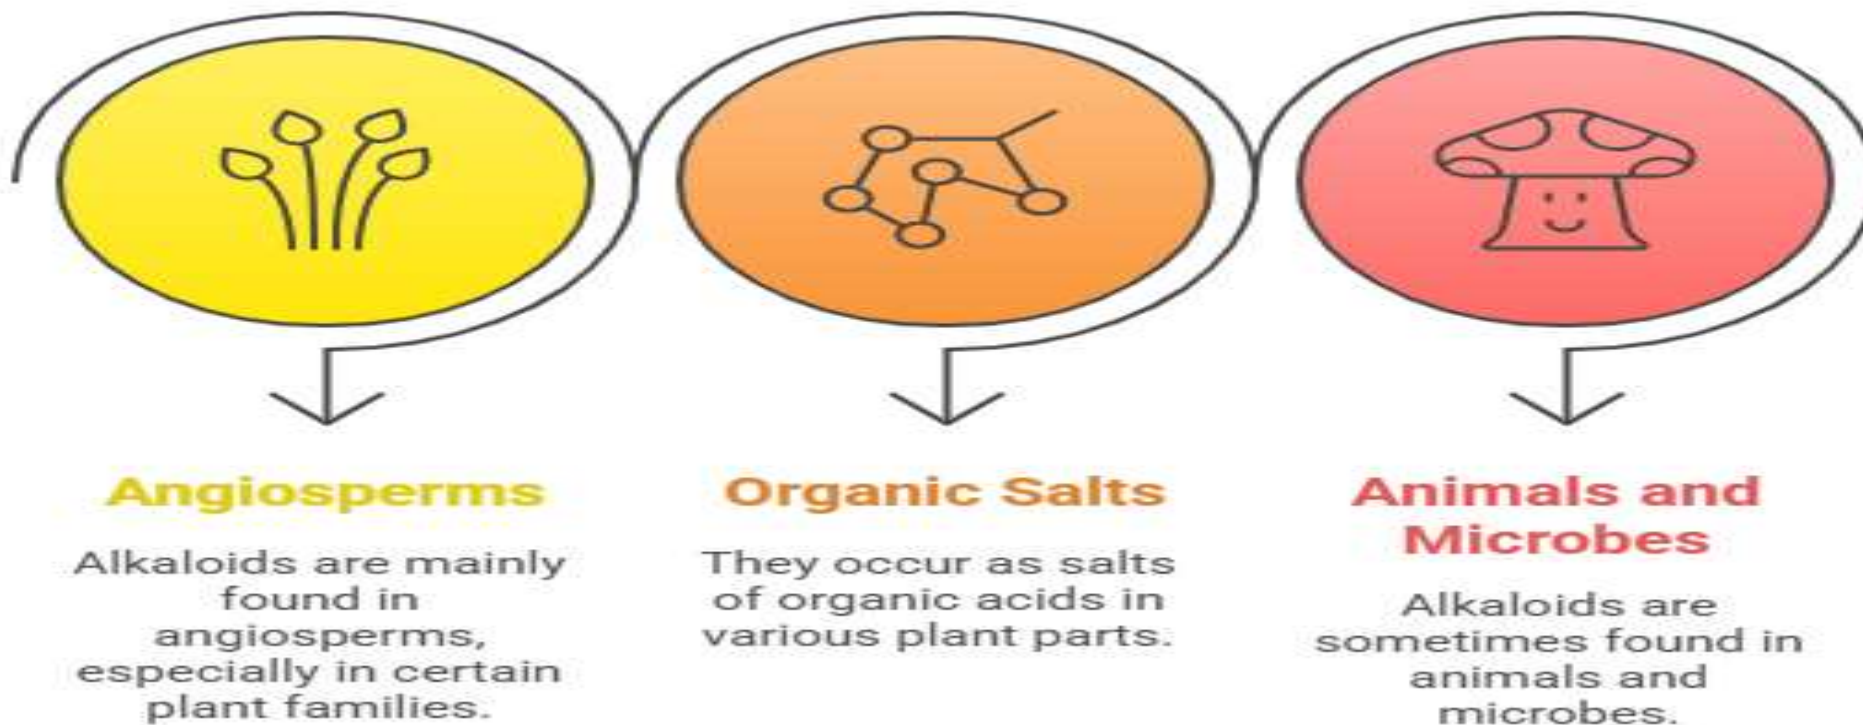 Angiosperms
Alkaloids are mainly
found in
angiosperms,
especially in certain
plant families.
Organic Salts
They occur as salts
of organic acids in
various plant parts.
Animals and
Microbes
Alkaloids are
sometimes found in
animals and
microbes.